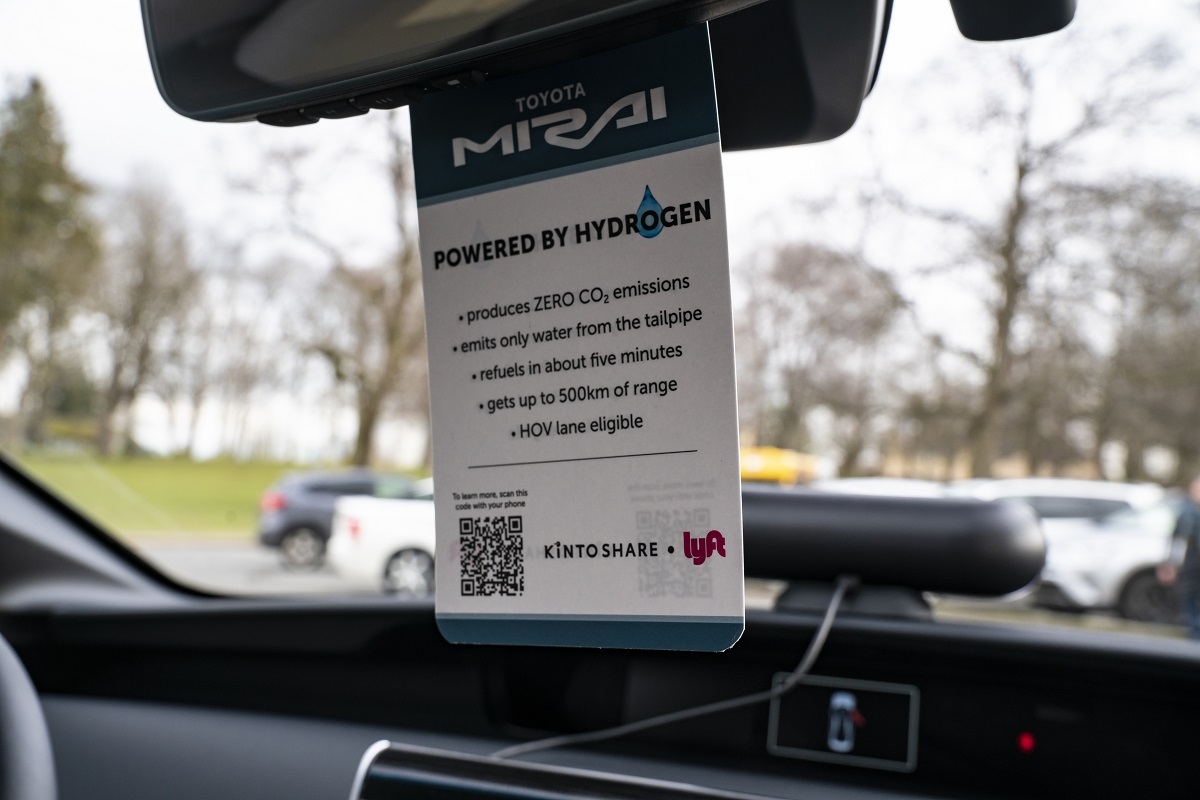 TOYOTA
MIRAI
POWERED BY HYDROGEN
• produces ZERO CO₂ emissions
• emits only water from the tailpipe
• refuels in about five minutes
• gets up to 500km of range
• HOV lane eligible
To learn more, scan this
code with your phone
KINTO SHARE • lyft